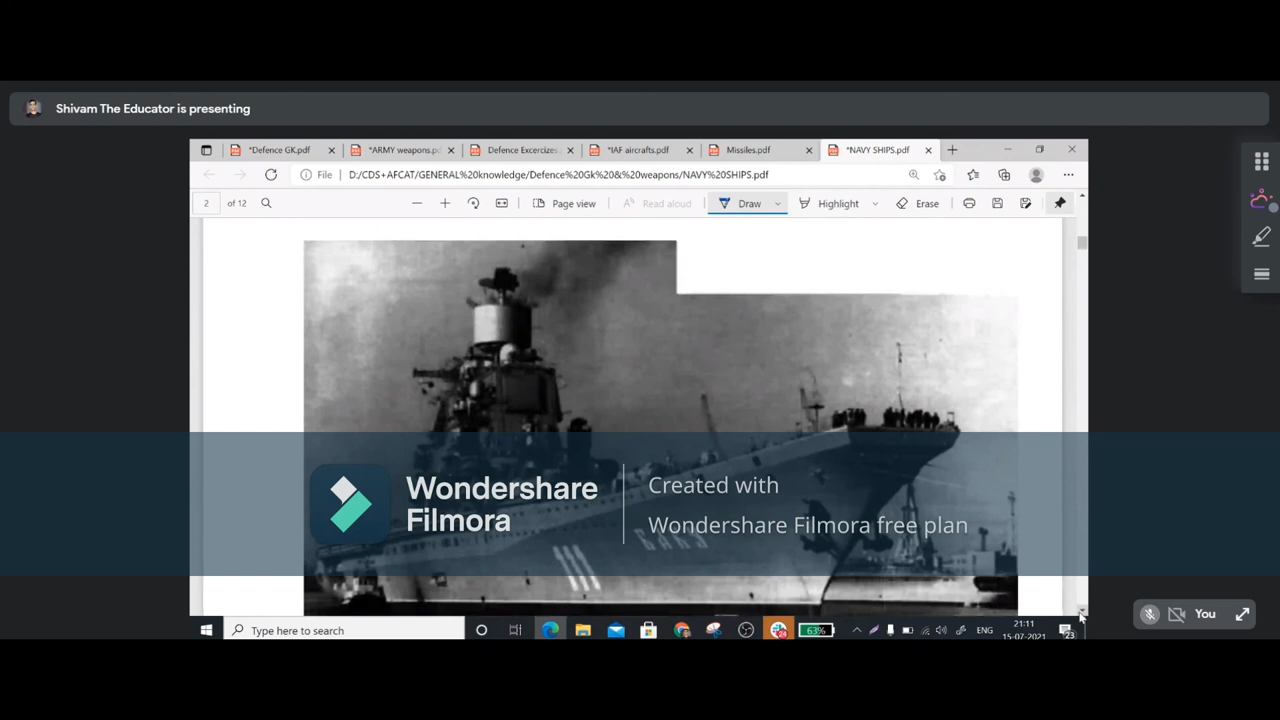 Shivam The Educator is presenting
*Defence GK.pdf
*ARMY weapons.pd
Defence Excercizes
*IAF aircrafts.pdf
Missiles.pdf
*NAVY SHIPS.pdf
File
D:/CDS+AFCAT/GENERAL%20knowledge/Defence%20Gk%20&%20weapons/NAVY%20SHIPS.pdf
2 of 12
Page view
Read aloud
Draw
Highlight
Erase
Wondershare
Filmora
Created with
Wondershare Filmora free plan
You
Type here to search
63%
ENG
21:11
15-07-2021
23